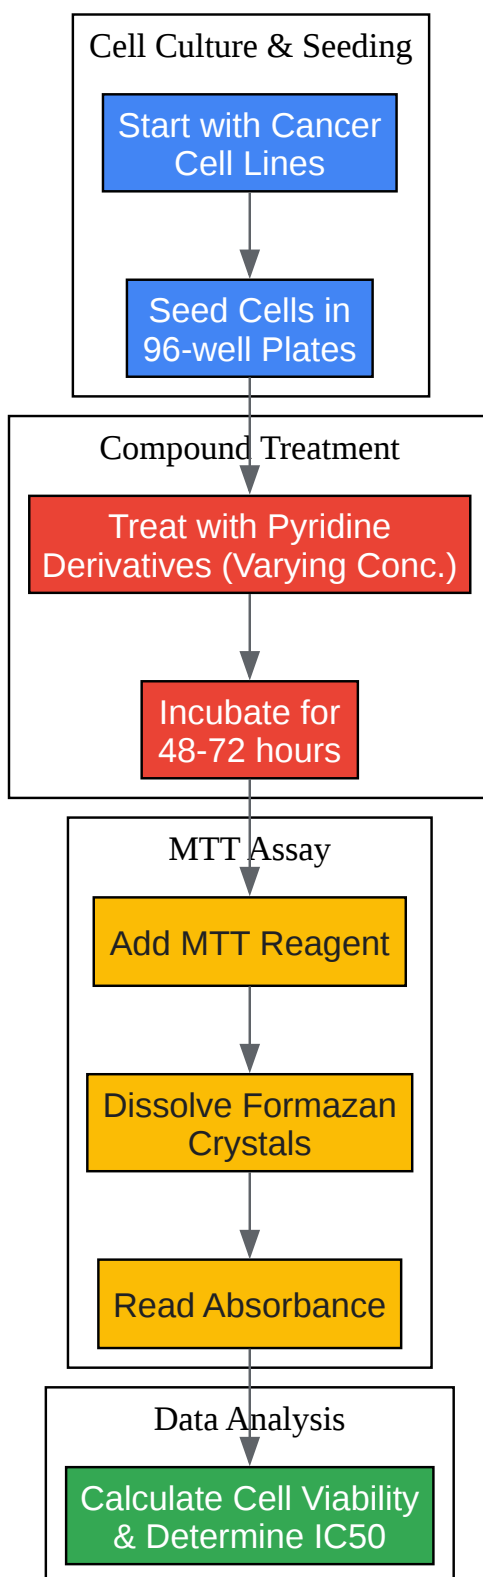 Cell Culture & Seeding
Start with Cancer
Cell Lines
Seed Cells in
96-well Plates
Compound Treatment
Treat with Pyridine
Derivatives (Varying Conc.)
Incubate for
48-72 hours
MTT Assay
Add MTT Reagent
Dissolve Formazan
Crystals
Read Absorbance
Data Analysis
Calculate Cell Viability
& Determine IC50